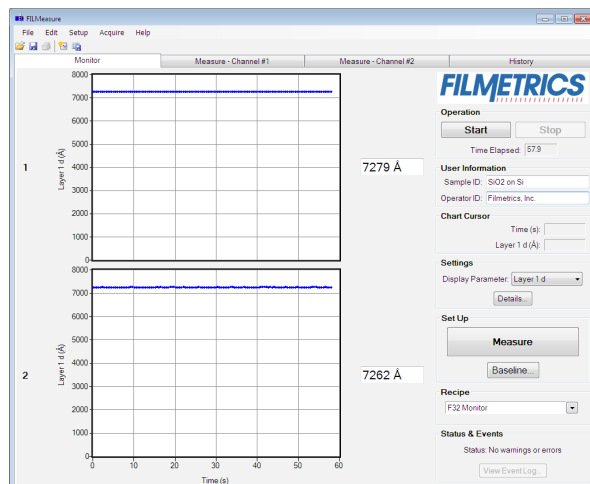 FILMeasure
File Edit Setup Acquire Help
Monitor Measure - Channel #1 Measure - Channel #2 History
1
Layer 1 d (Å)
8000
7000
6000
5000
4000
3000
2000
1000
0
7279 Å
2
Layer 1 d (Å)
8000
7000
6000
5000
4000
3000
2000
1000
0
0 10 20 30 40 50 60
Time (s)
7262 Å
FILMETRICS
Operation
Start Stop
Time Elapsed: 57.9
User Information
Sample ID: SiO2 on Si
Operator ID: Filmetrics, Inc.
Chart Cursor
Time (s):
Layer 1 d (Å):
Settings
Display Parameter: Layer 1 d
Details...
Set Up
Measure
Baseline...
Recipe
F32 Monitor
Status & Events
Status: No warnings or errors
View Event Log...